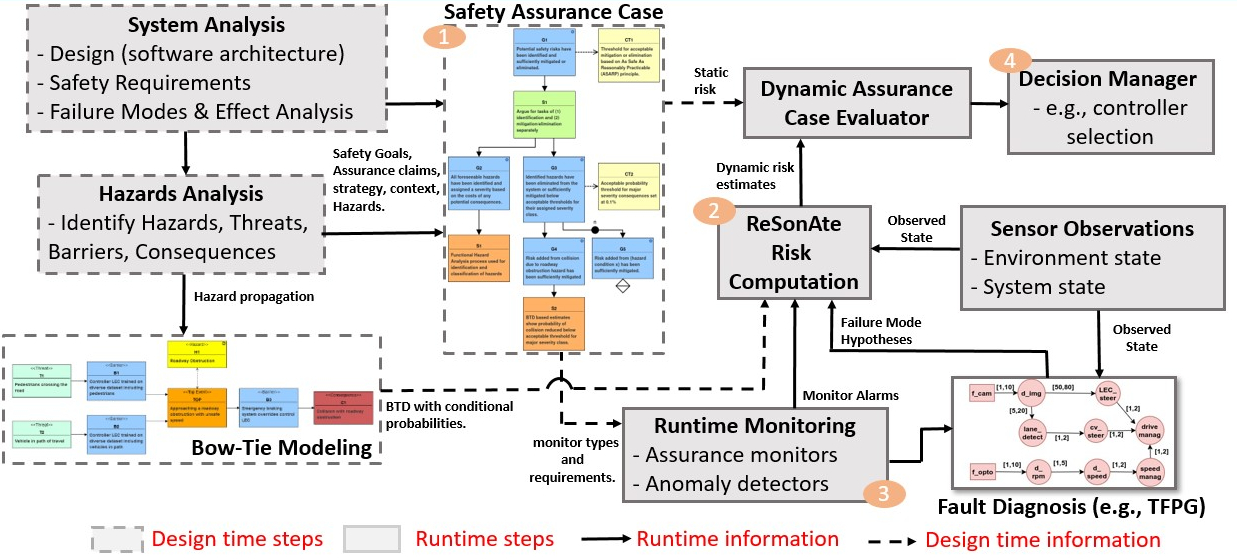 System Analysis
- Design (software architecture)
- Safety Requirements
- Failure Modes & Effect Analysis
Hazards Analysis
- Identify Hazards, Threats,
Barriers, Consequences
Hazard propagation
Safety Goals,
Assurance claims,
strategy, context,
Hazards.
Safety Assurance Case
1
G1
Potential safety risks have
been identified and
sufficiently mitigated or
eliminated.
CT1
Threshold for acceptable
mitigation or elimination
based on As Safe As
Reasonably Practicable
(ASARP) principle.
S1
Argue for tasks of (1)
identification and (2)
mitigation/elimination
separately
G2
All foreseeable hazards
have been identified and
assigned a severity based
on the costs of any
potential consequences.
G3
Identified hazards have
been eliminated from the
system or sufficiently
mitigated below
acceptable thresholds for
their assigned severity
class.
CT2
Acceptable probability
threshold for major
severity consequences set
at 0.1%
S1
Functional Hazard
Analysis process used for
identification and
classification of hazards
G4
Risk added from collision
due to roadway
obstruction hazard has
been sufficiently mitigated
G5
Risk added from (hazard
condition x) has been
sufficiently mitigated.
S2
BTD based estimates
show probability of
collision reduced below
acceptable threshold for
major severity class.
Static
risk
Dynamic Assurance
Case Evaluator
4
Decision Manager
- e.g., controller
selection
Dynamic risk
estimates
2
ReSonAte
Risk
Computation
Observed
State
Sensor Observations
- Environment state
- System state
Failure Mode
Hypotheses
Observed
State
<<Threat>>
T1
Pedestrians crossing the
road
<<Barrier>>
B1
Controller LEC trained on
diverse dataset including
pedestrians
<<Hazard>>
H1
Roadway Obstruction
<<Top Event>>
TOP
Approaching a roadway
obstruction with unsafe
speed
<<Barrier>>
B3
Emergency braking
system overrides control
LEC
<<Consequence>>
C1
Collision with roadway
obstruction
<<Threat>>
T2
Vehicle in path of travel
<<Barrier>>
B2
Controller LEC trained on
diverse dataset including
vehicles in path
Bow-Tie Modeling
BTD with conditional
probabilities.
monitor types
and
requirements.
Monitor Alarms
Runtime Monitoring
- Assurance monitors
- Anomaly detectors
3
f_cam
[1,10]
d_img
[50,80]
LEC_
steer
[5,20]
[1,2]
lane_
detect
[1,2]
cv_
steer
[1,2]
drive
manag
[1,2]
f_opto
[1,10]
d_
rpm
[1,5]
d_
speed
[1,2]
speed
manag
Fault Diagnosis (e.g., TFPG)
Design time steps
Runtime steps
Runtime information
Design time information